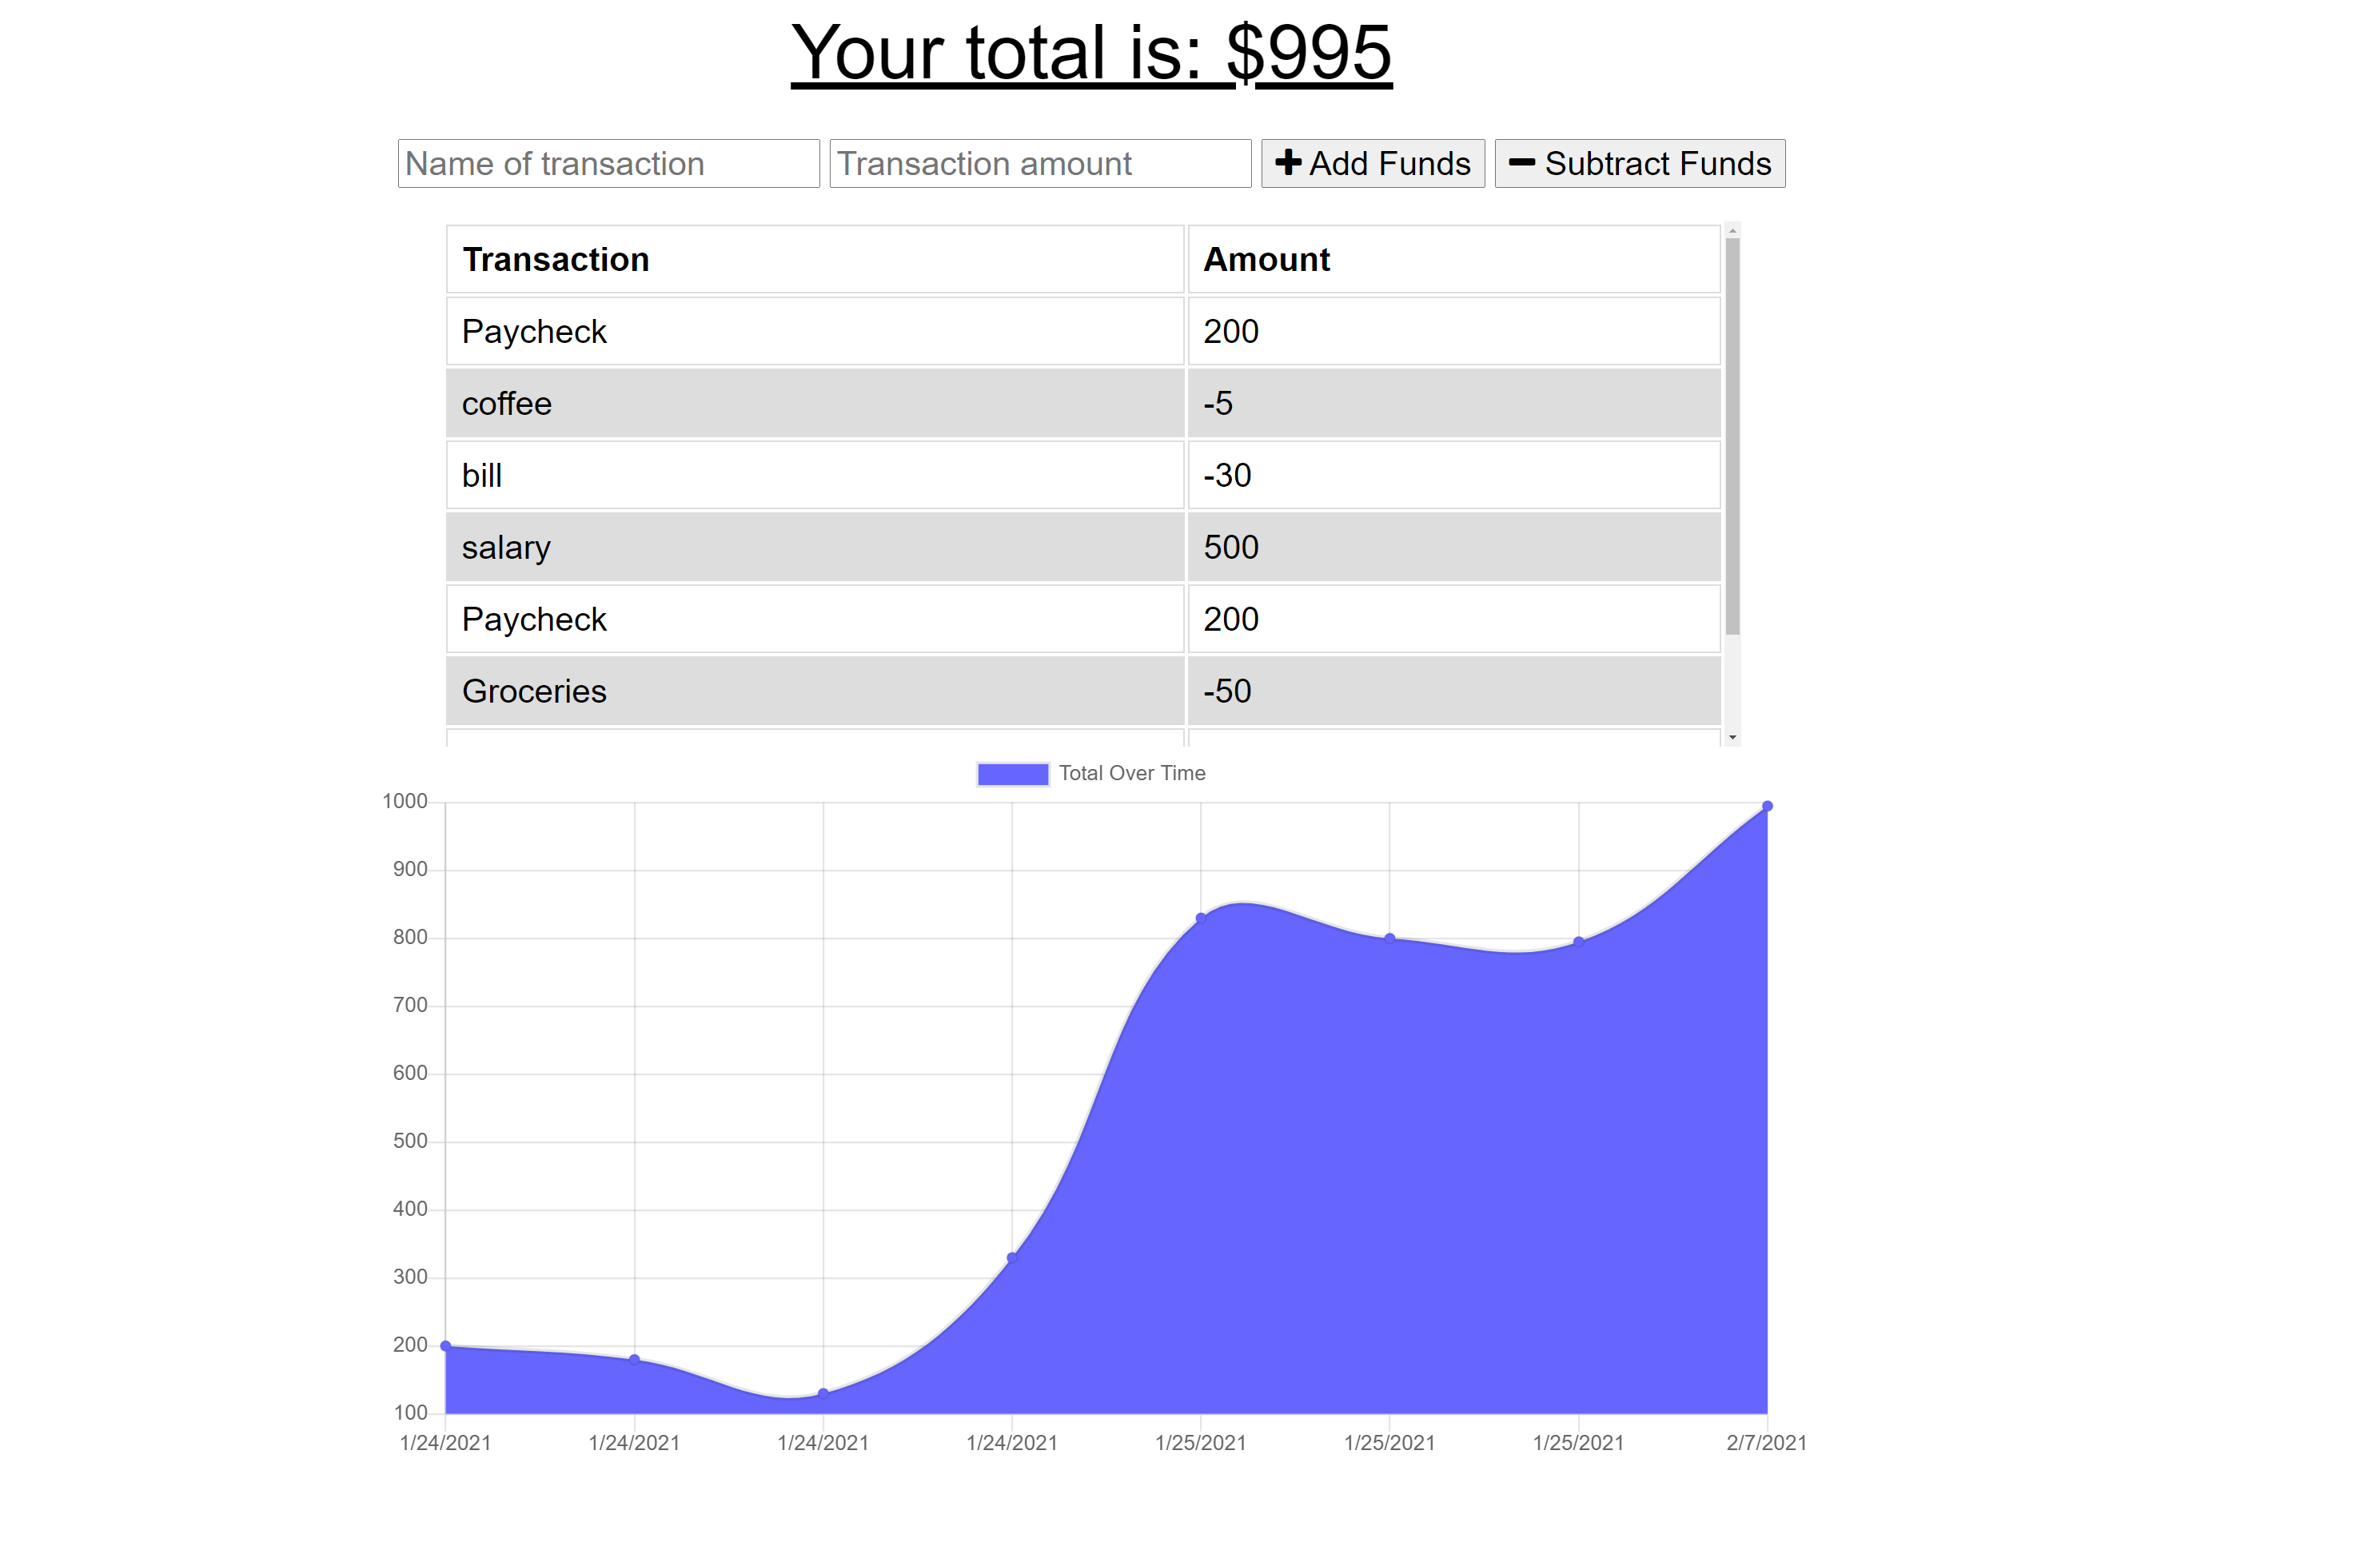 Your total is: $995
Name of transaction Transaction amount Add Funds Subtract Funds
Transaction Amount
Paycheck 200
coffee -5
bill -30
salary 500
Paycheck 200
Groceries -50
Total Over Time
1000
900
800
700
600
500
400
300
200
100
1/24/2021 1/24/2021 1/24/2021 1/24/2021 1/25/2021 1/25/2021 1/25/2021 2/7/2021